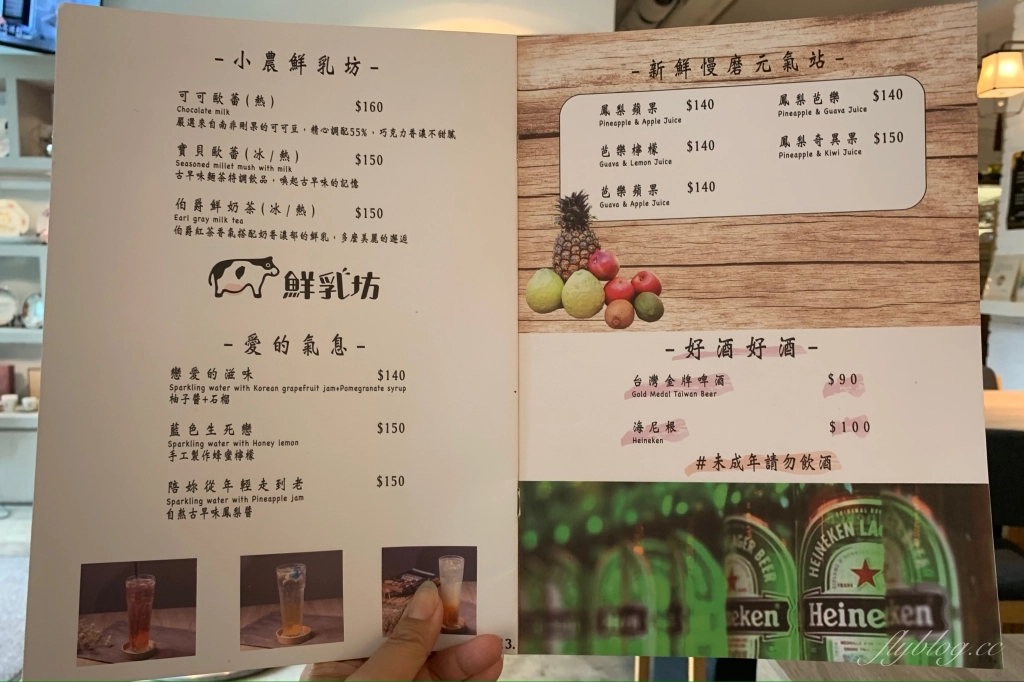 -小農鮮乳坊-
可可歐蕾(熱) $160
Chocolate milk
嚴選來自南非剛果的可可豆，精心調配55%，巧克力香濃不甜膩
寶貝歐蕾(冰/熱) $150
Seasoned millet mush with milk
古早味麵茶特調飲品，喚起古早味的記憶
伯爵鮮奶茶(冰/熱) $150
Earl gray milk tea
伯爵紅茶香氣搭配奶香濃郁的鮮乳，多麼美麗的邂逅
鮮乳坊
-愛的氣息-
戀愛的滋味 $140
Sparkling water with Korean grapefruit jam+Pomegranate syrup
柚子醬+石榴
藍色生死戀 $150
Sparkling water with Honey lemon
手工製作蜂蜜檸檬
陪妳從年輕走到老 $150
Sparkling water with Pineapple jam
自熬古早味鳳梨醬
13.
-新鮮慢磨元氣站-
鳳梨蘋果 $140
Pineapple & Apple Juice
芭樂檸檬 $140
Guava & Lemon Juice
芭樂蘋果 $140
Guava & Apple Juice
鳳梨芭樂 $140
Pineapple & Guava Juice
鳳梨奇異果 $150
Pineapple & Kiwi Juice
-好酒好酒-
台灣金牌啤酒 $90
Gold Medal Taiwan Beer
海尼根 $100
Heineken
#未成年請勿飲酒
LAGER BEER
HEINEKEN LAGER
TRADE MARK
Heineken
flyblog.cc